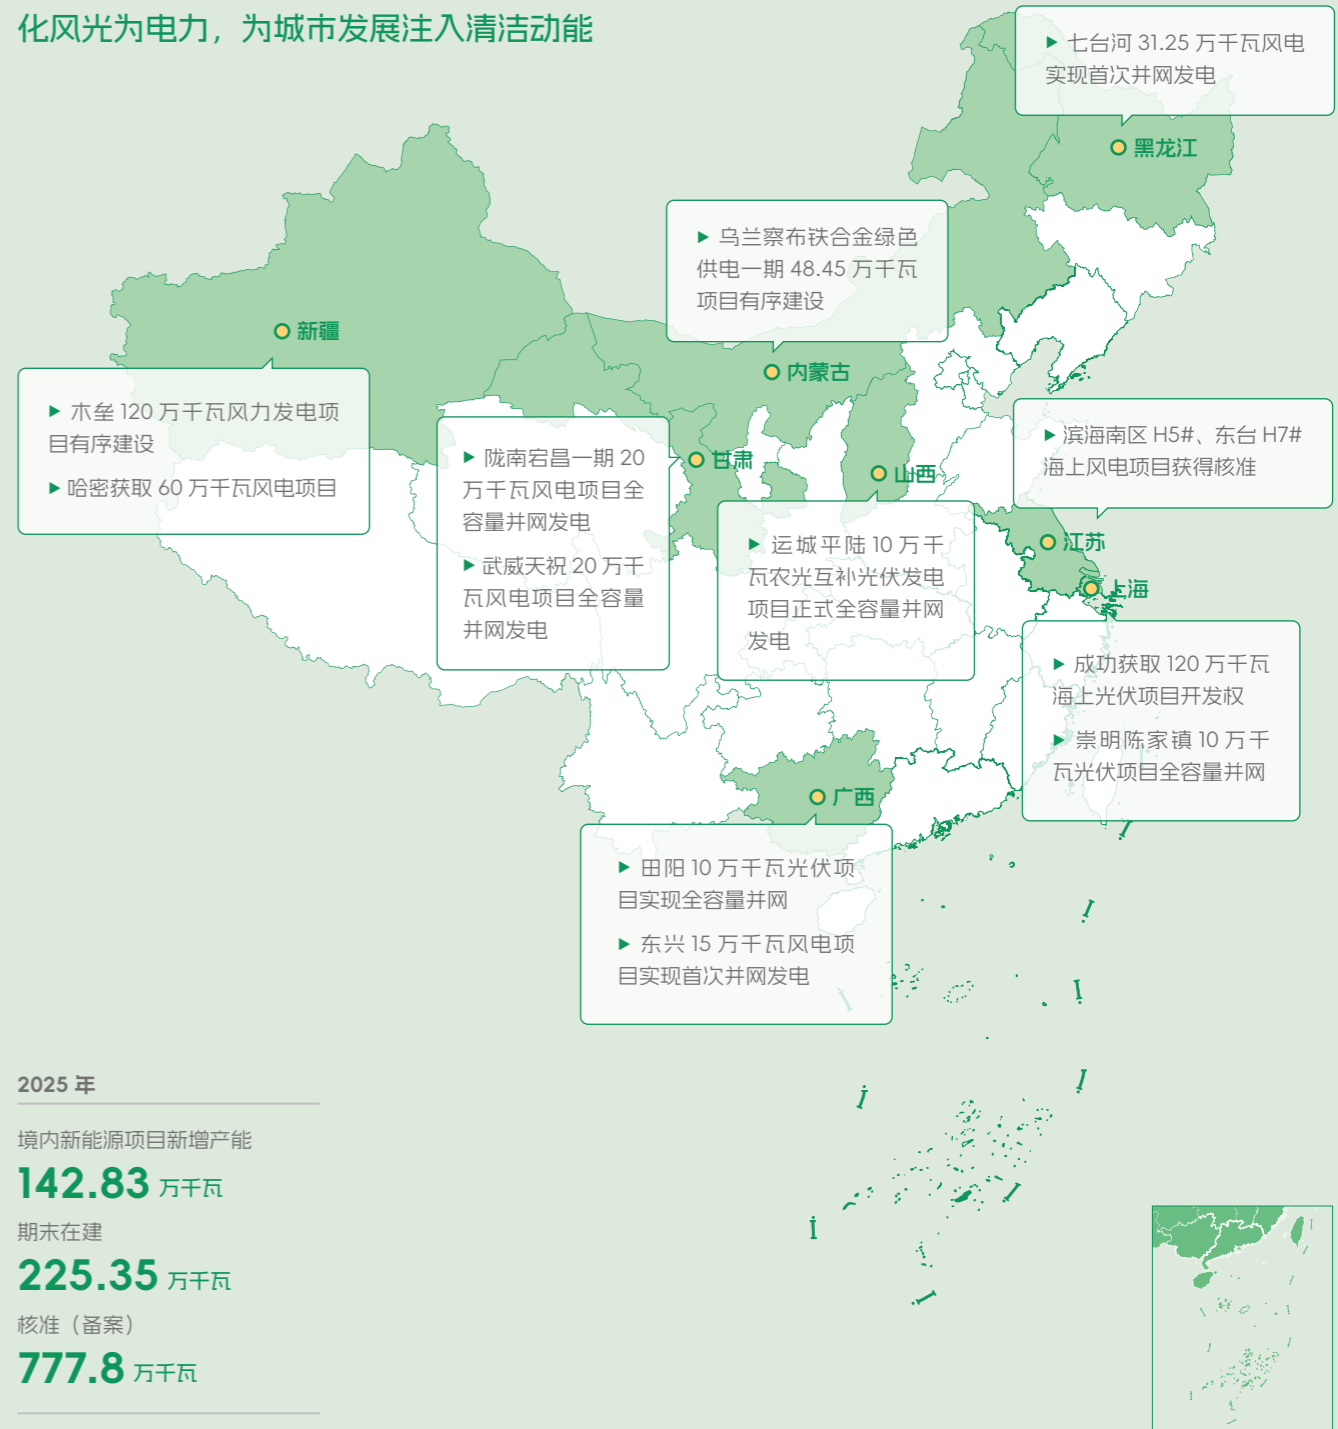 化风光为电力，为城市发展注入清洁动能
▶ 七台河 31.25 万千瓦风电
实现首次并网发电
黑龙江
▶ 乌兰察布铁合金绿色
供电一期 48.45 万千瓦
项目有序建设
内蒙古
新疆
▶ 木垒 120 万千瓦风力发电项
目有序建设
▶ 哈密获取 60 万千瓦风电项目
甘肃
▶ 陇南宕昌一期 20
万千瓦风电项目全
容量并网发电
▶ 武威天祝 20 万千
瓦风电项目全容量
并网发电
山西
▶ 运城平陆 10 万千
瓦农光互补光伏发电
项目正式全容量并网
发电
▶ 滨海南区 H5#、东台 H7#
海上风电项目获得核准
江苏
上海
▶ 成功获取 120 万千瓦
海上光伏项目开发权
▶ 崇明陈家镇 10 万千
瓦光伏项目全容量并网
广西
▶ 田阳 10 万千瓦光伏项
目实现全容量并网
▶ 东兴 15 万千瓦风电项
目实现首次并网发电
2025 年
境内新能源项目新增产能
142.83 万千瓦
期末在建
225.35 万千瓦
核准（备案）
777.8 万千瓦